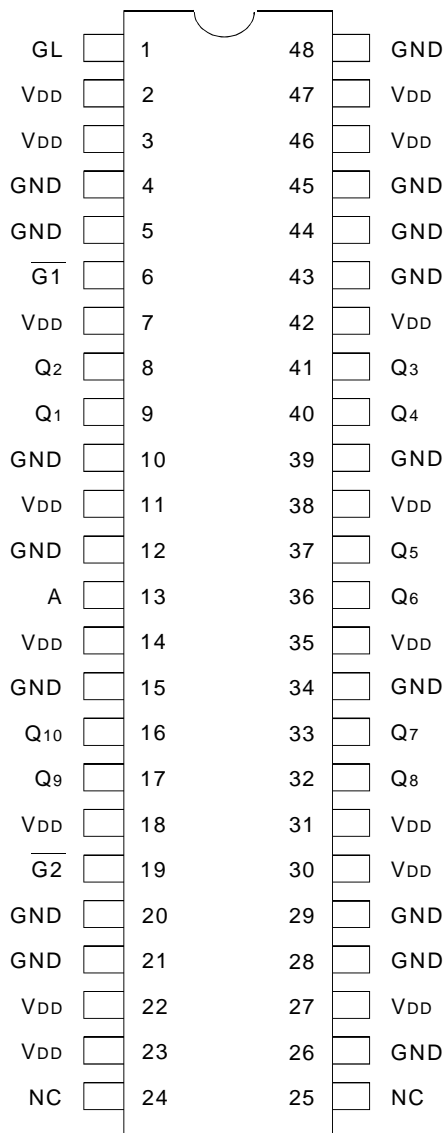 GL 1 48 GND
VDD 2 47 VDD
VDD 3 46 VDD
GND 4 45 GND
GND 5 44 GND
G1 6 43 GND
VDD 7 42 VDD
Q2 8 41 Q3
Q1 9 40 Q4
GND 10 39 GND
VDD 11 38 VDD
GND 12 37 Q5
A 13 36 Q6
VDD 14 35 VDD
GND 15 34 GND
Q10 16 33 Q7
Q9 17 32 Q8
VDD 18 31 VDD
G2 19 30 VDD
GND 20 29 GND
GND 21 28 GND
VDD 22 27 VDD
VDD 23 26 GND
NC 24 25 NC